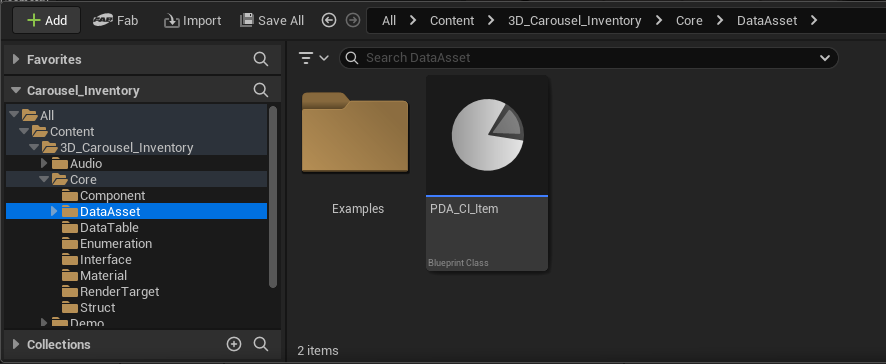 Add
Fab
Import
Save All
All > Content > 3D_Carousel_Inventory > Core > DataAsset >
Favorites
Search DataAsset
Carousel_Inventory
All
Content
3D_Carousel_Inventory
Audio
Core
Component
DataAsset
DataTable
Enumeration
Interface
Material
RenderTarget
Struct
Demo
Collections
Examples
PDA_CI_Item
Blueprint Class
2 items